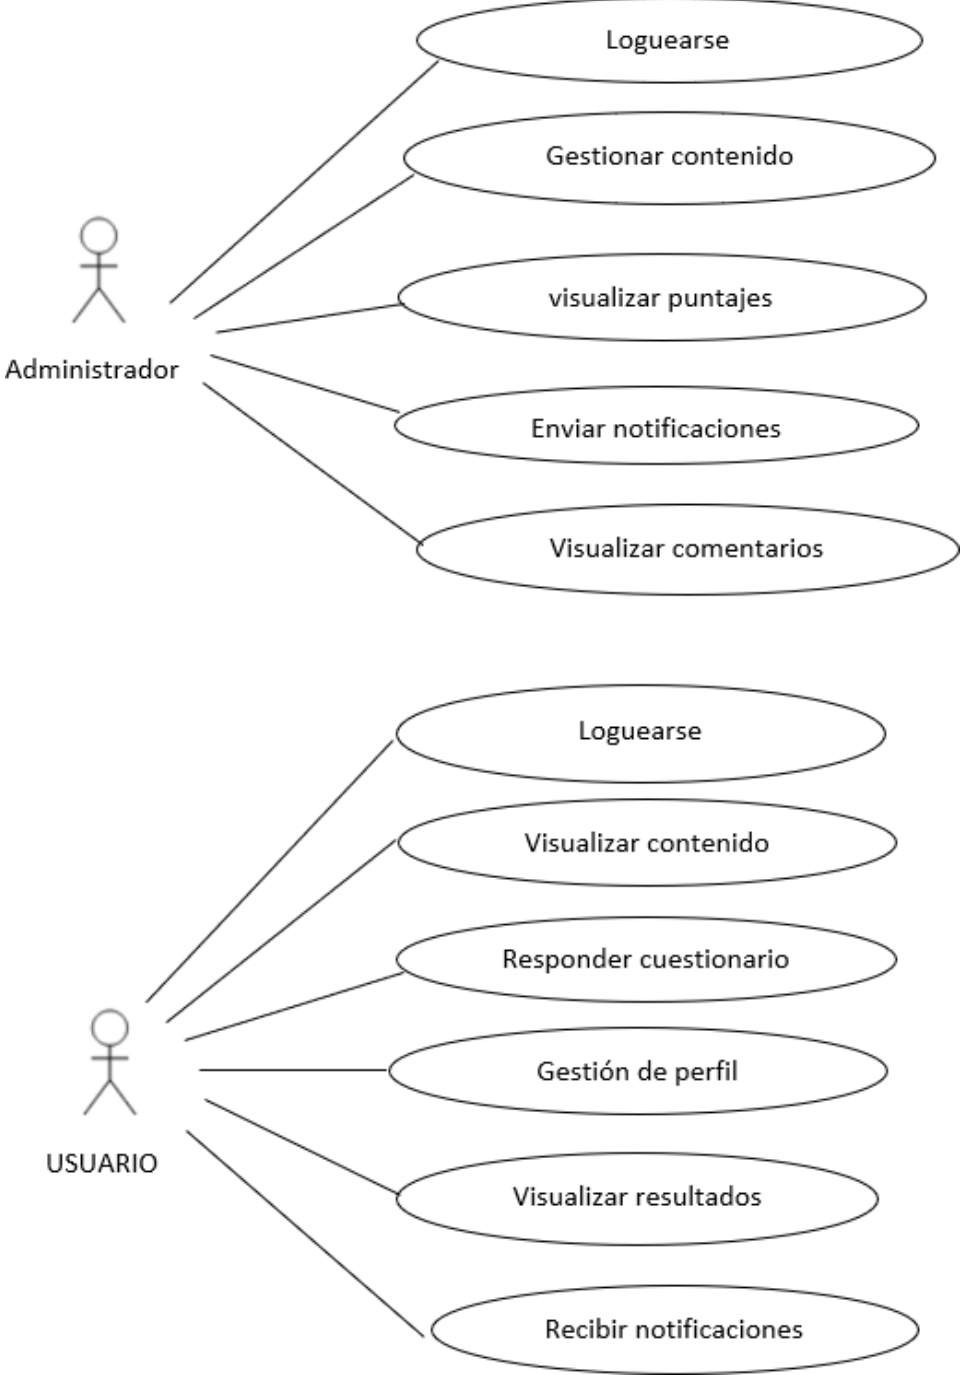 Loguearse
Gestionar contenido
visualizar puntajes
Administrador
Enviar notificaciones
Visualizar comentarios
Loguearse
Visualizar contenido
Responder cuestionario
Gestión de perfil
USUARIO
Visualizar resultados
Recibir notificaciones